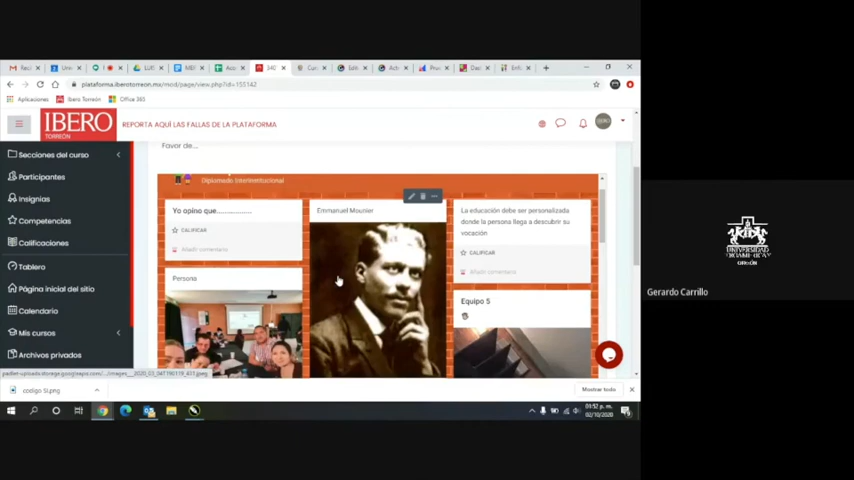 plataforma.iberotorreon.mx/mod/page/view.php?id=153142
Aplicaciones
Ibero Torreón
Office 365
IBERO
TORREÓN
REPORTA AQUÍ LAS FALLAS DE LA PLATAFORMA
Secciones del curso
Participantes
Insignias
Competencias
Calificaciones
Tablero
Página inicial del sitio
Calendario
Mis cursos
Archivos privados
Favor de...
Diplomado Interinstitucional
Yo opino que................
CALIFICAR
Añadir comentario
Persona
Emmanuel Mounier
La educación debe ser personalizada
donde la persona llega a descubrir su
vocación
CALIFICAR
Añadir comentario
Equipo 5
codigo SI.png
Mostrar todo
01:52 p. m.
02/10/2020
Gerardo Carrillo